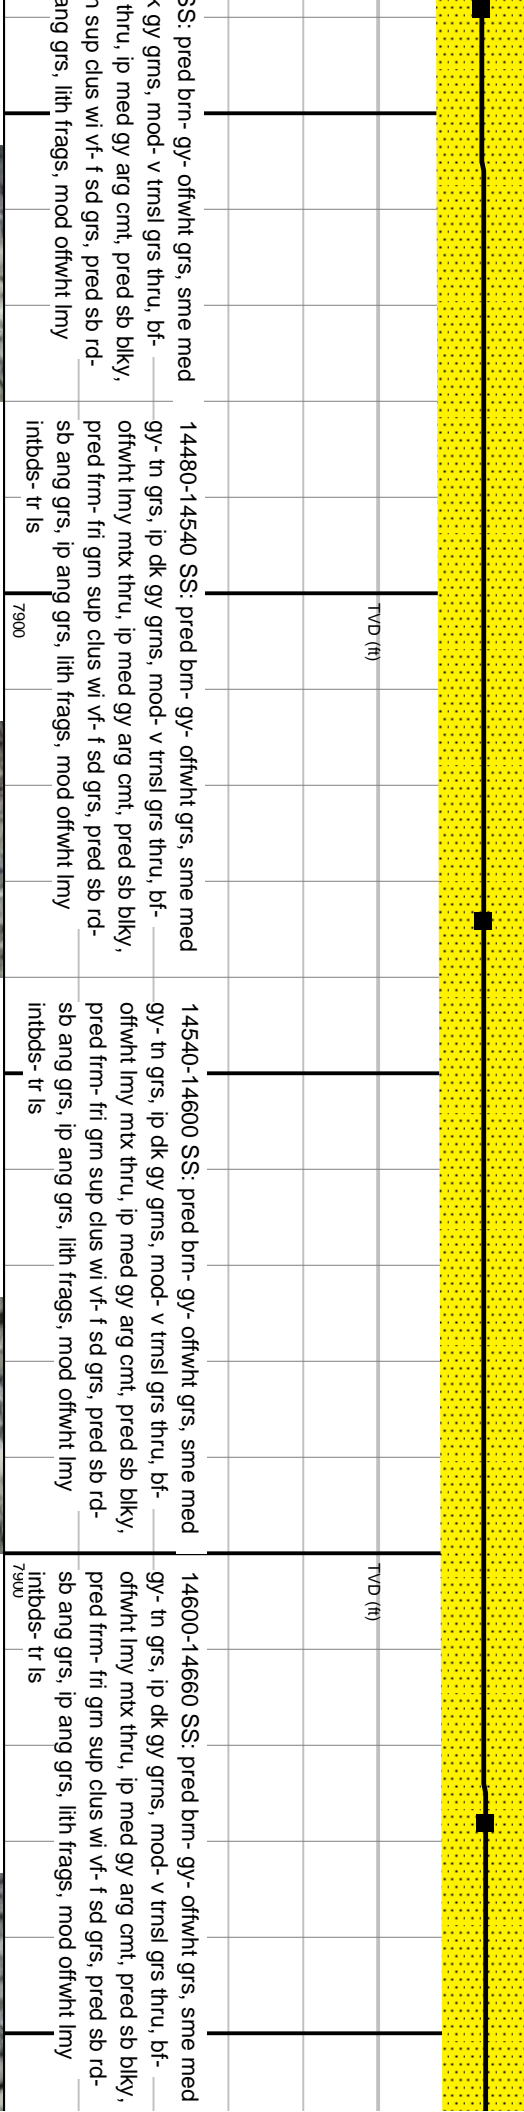 SS: pred brn- gy- offwht grs, sme med
k gy grns, mod- v trnsl grs thru, bf-
thru, ip med gy arg cmt, pred sb blky,
sup clus wi vf- f sd grs, pred sb rd-
ang grs, lith frags, mod offwht lmy
14480-14540 SS: pred brn- gy- offwht grs, sme med
gy- tn grs, ip dk gy grns, mod- v trnsl grs thru, bf-
offwht lmy mtx thru, ip med gy arg cmt, pred sb blky,
pred frm- fri grn sup clus wi vf- f sd grs, pred sb rd-
sb ang grs, ip ang grs, lith frags, mod offwht lmy
intbds- tr ls
TVD (ft)
7900
14540-14600 SS: pred brn- gy- offwht grs, sme med
gy- tn grs, ip dk gy grns, mod- v trnsl grs thru, bf-
offwht lmy mtx thru, ip med gy arg cmt, pred sb blky,
pred frm- fri grn sup clus wi vf- f sd grs, pred sb rd-
sb ang grs, ip ang grs, lith frags, mod offwht lmy
intbds- tr ls
TVD (ft)
7900
14600-14660 SS: pred brn- gy- offwht grs, sme med
gy- tn grs, ip dk gy grns, mod- v trnsl grs thru, bf-
offwht lmy mtx thru, ip med gy arg cmt, pred sb blky,
pred frm- fri grn sup clus wi vf- f sd grs, pred sb rd-
sb ang grs, ip ang grs, lith frags, mod offwht lmy
intbds- tr ls